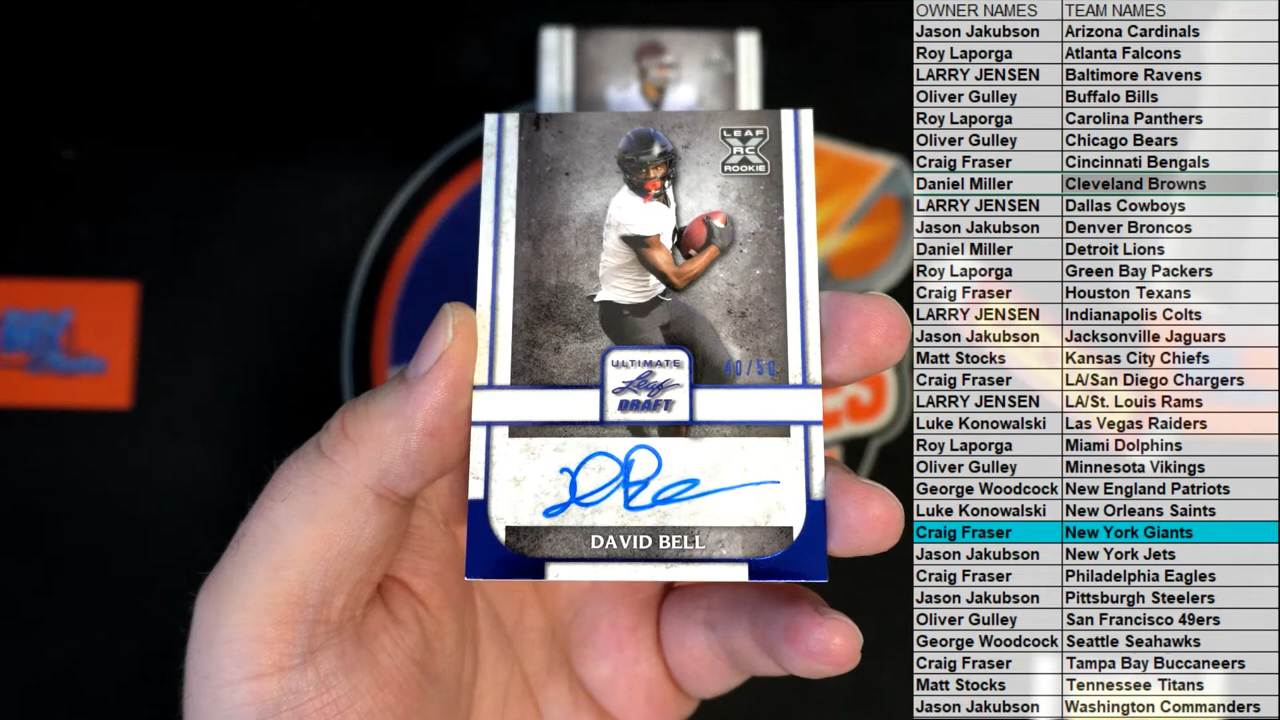 LEAF
RC
ROOKIE
40/50
ULTIMATE
Leaf
DRAFT
DAVID BELL
OWNER NAMES TEAM NAMES
Jason Jakubson Arizona Cardinals
Roy Laporga Atlanta Falcons
LARRY JENSEN Baltimore Ravens
Oliver Gulley Buffalo Bills
Roy Laporga Carolina Panthers
Oliver Gulley Chicago Bears
Craig Fraser Cincinnati Bengals
Daniel Miller Cleveland Browns
LARRY JENSEN Dallas Cowboys
Jason Jakubson Denver Broncos
Daniel Miller Detroit Lions
Roy Laporga Green Bay Packers
Craig Fraser Houston Texans
LARRY JENSEN Indianapolis Colts
Jason Jakubson Jacksonville Jaguars
Matt Stocks Kansas City Chiefs
Craig Fraser LA/San Diego Chargers
LARRY JENSEN LA/St. Louis Rams
Luke Konowalski Las Vegas Raiders
Roy Laporga Miami Dolphins
Oliver Gulley Minnesota Vikings
George Woodcock New England Patriots
Luke Konowalski New Orleans Saints
Craig Fraser New York Giants
Jason Jakubson New York Jets
Craig Fraser Philadelphia Eagles
Jason Jakubson Pittsburgh Steelers
Oliver Gulley San Francisco 49ers
George Woodcock Seattle Seahawks
Craig Fraser Tampa Bay Buccaneers
Matt Stocks Tennessee Titans
Jason Jakubson Washington Commanders